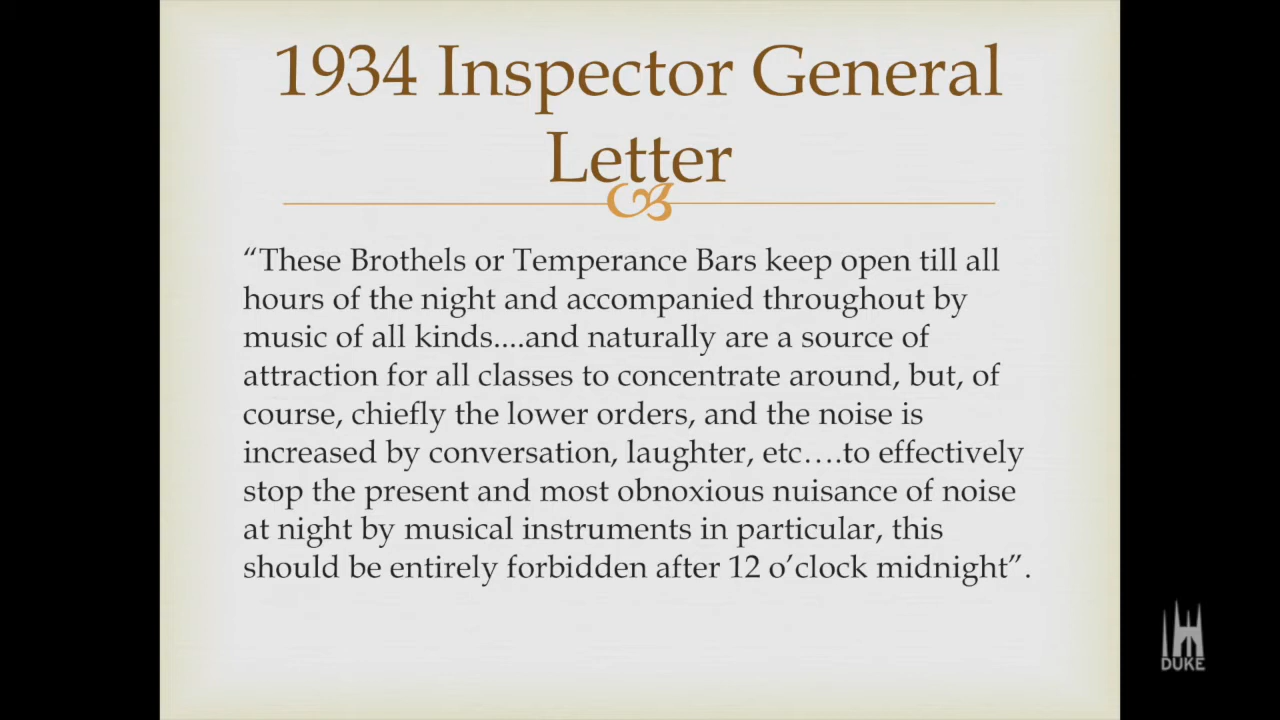 1934 Inspector General
Letter
“These Brothels or Temperance Bars keep open till all
hours of the night and accompanied throughout by
music of all kinds....and naturally are a source of
attraction for all classes to concentrate around, but, of
course, chiefly the lower orders, and the noise is
increased by conversation, laughter, etc….to effectively
stop the present and most obnoxious nuisance of noise
at night by musical instruments in particular, this
should be entirely forbidden after 12 o’clock midnight”.
DUKE